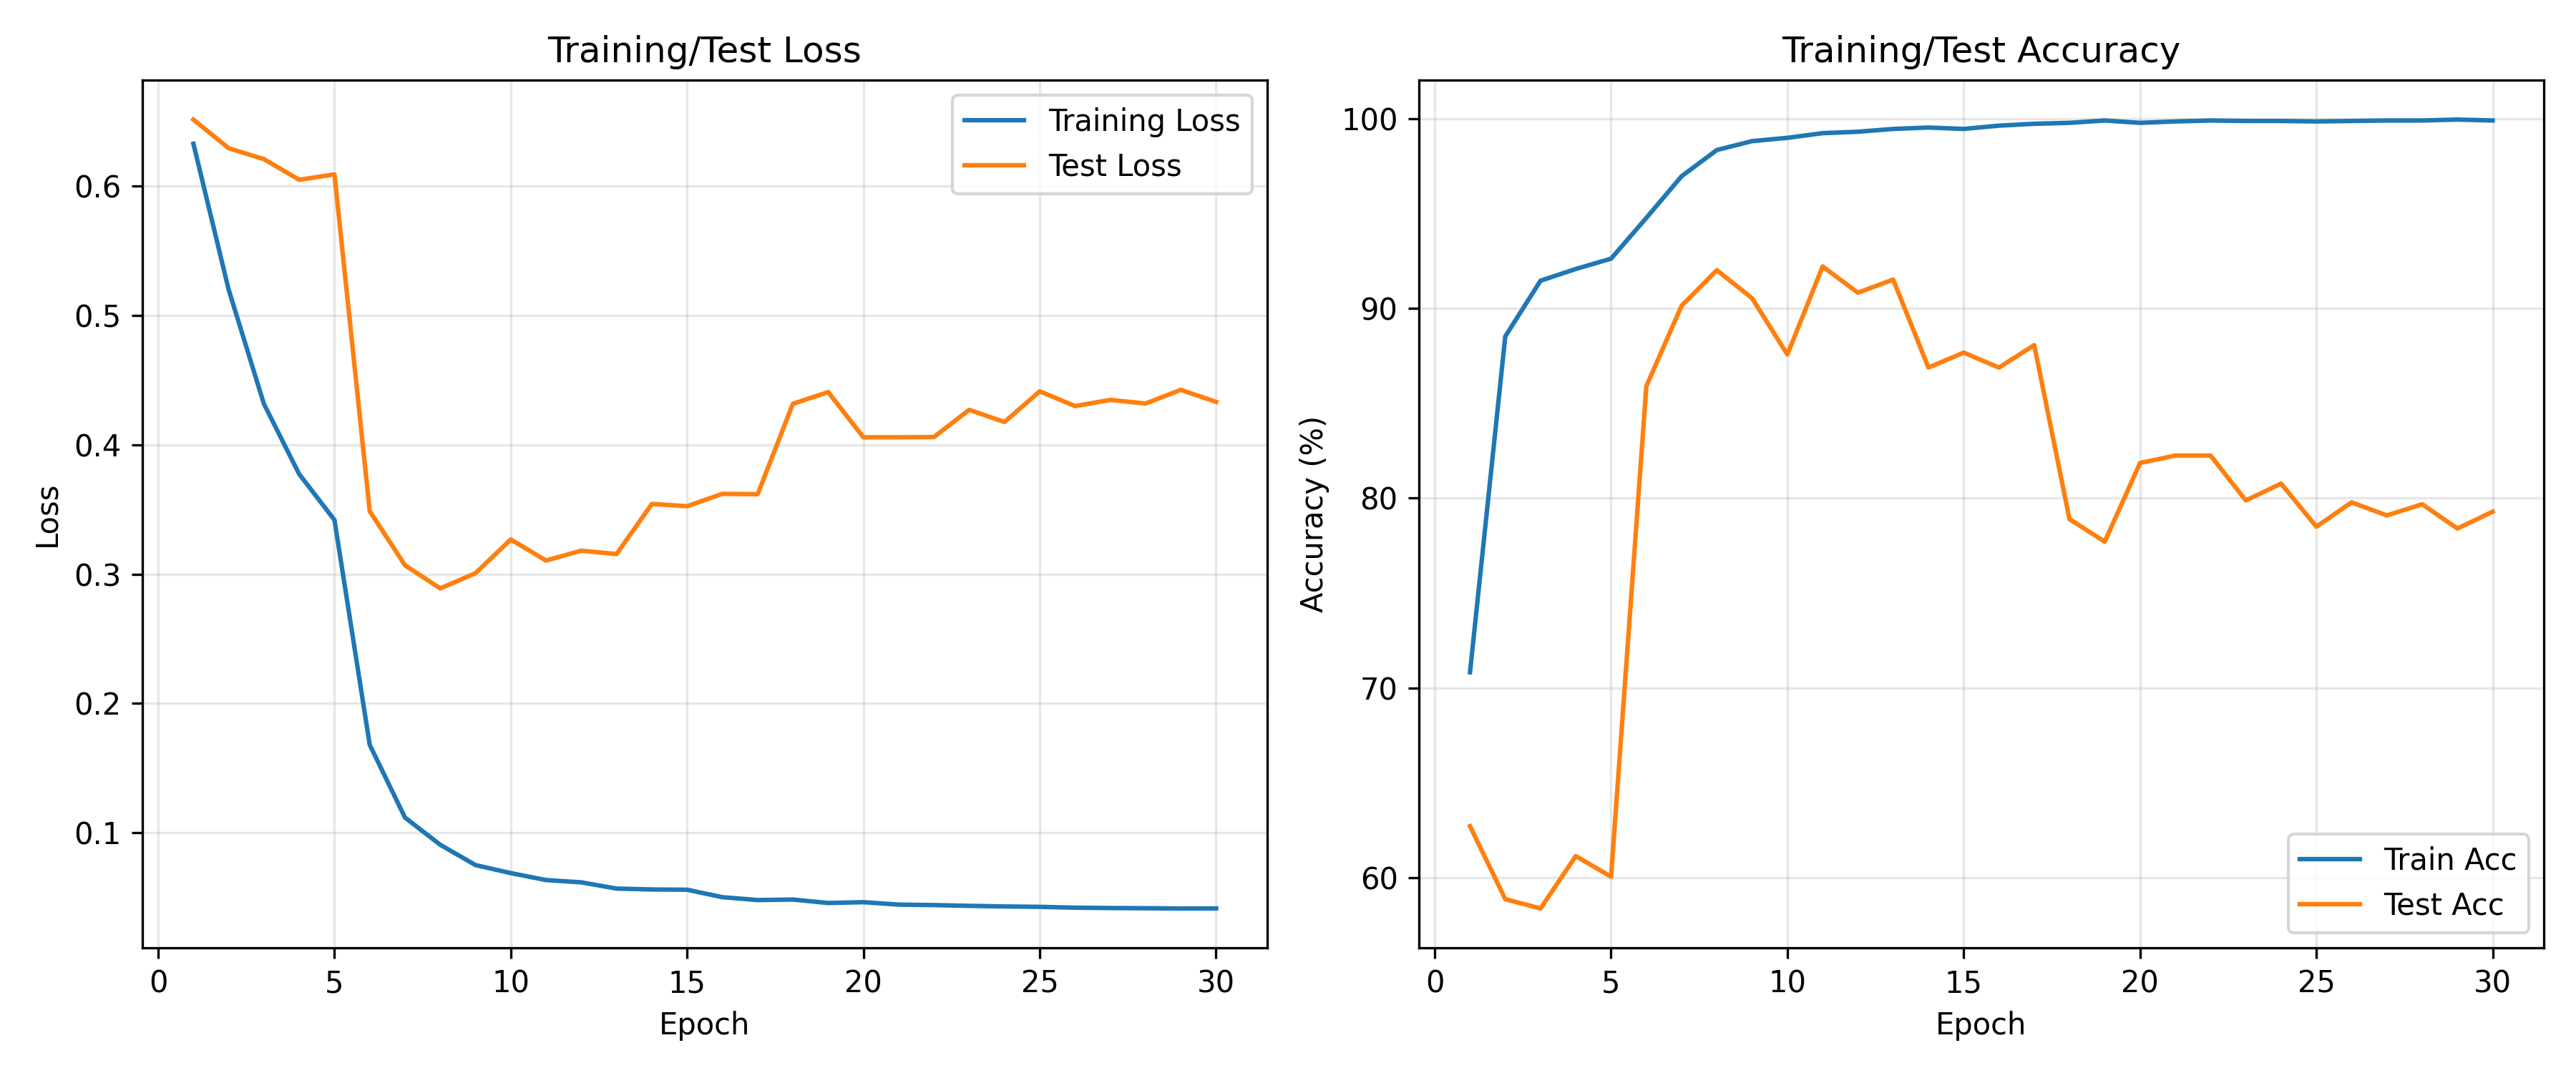 Training/Test Loss
Training Loss
Test Loss
0.6
0.5
0.4
0.3
0.2
0.1
Loss
0 5 10 15 20 25 30
Epoch
Training/Test Accuracy
100
90
80
70
60
Accuracy (%)
Train Acc
Test Acc
0 5 10 15 20 25 30
Epoch